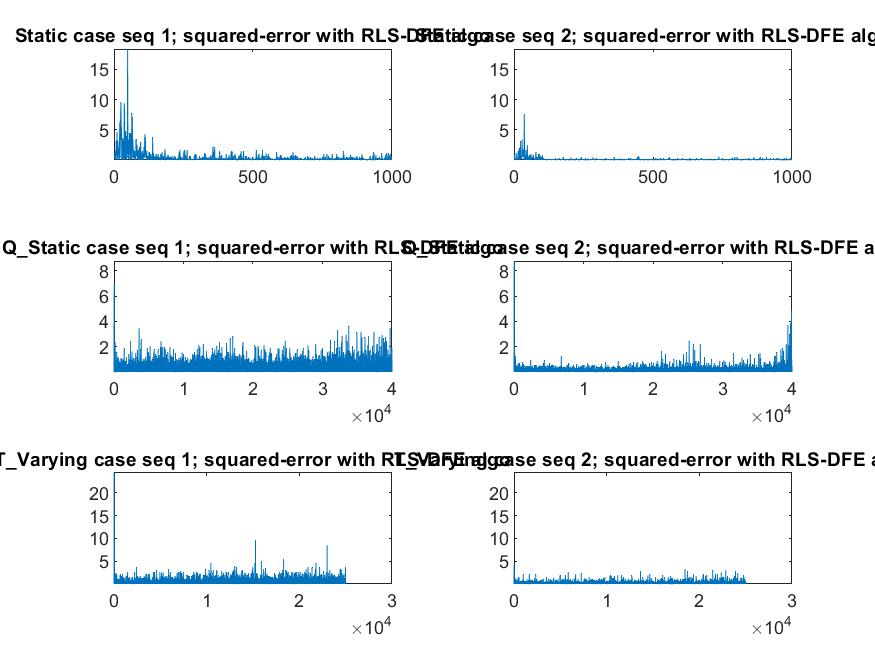 Static case seq 1; squared-error with RLS-DFE algo
Static case seq 2; squared-error with RLS-DFE alg
15
10
5
0 500 1000
15
10
5
0 500 1000
Q_Static case seq 1; squared-error with RLS-DFE algo
Q_Static case seq 2; squared-error with RLS-DFE a
8
6
4
2
0 1 2 3 4
×10^4
8
6
4
2
0 1 2 3 4
×10^4
T_Varying case seq 1; squared-error with RLS-DFE algo
T_Varying case seq 2; squared-error with RLS-DFE a
20
15
10
5
0 1 2 3
×10^4
20
15
10
5
0 1 2 3
×10^4